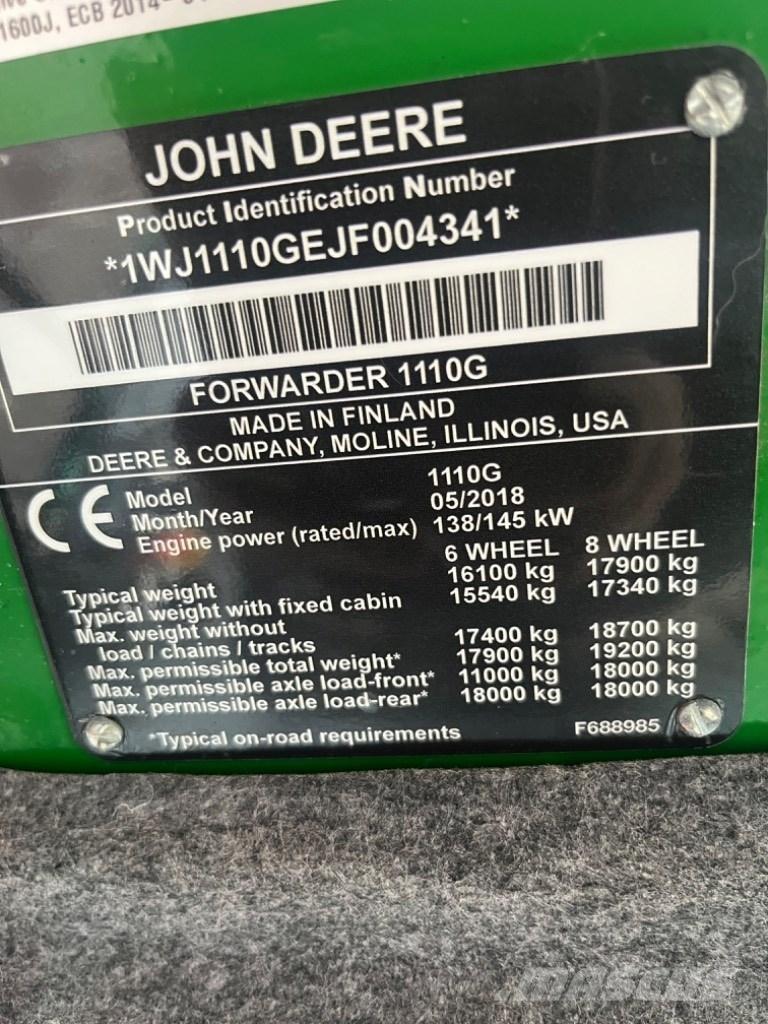 1600J, ECB 2014-
JOHN DEERE
Product Identification Number
*1WJ1110GEJF004341*
FORWARDER 1110G
MADE IN FINLAND
DEERE & COMPANY, MOLINE, ILLINOIS, USA
CE
Model 1110G
Month/Year 05/2018
Engine power (rated/max) 138/145 kW
6 WHEEL 8 WHEEL
Typical weight 16100 kg 17900 kg
Typical weight with fixed cabin 15540 kg 17340 kg
Max. weight without
load / chains / tracks 17400 kg 18700 kg
Max. permissible total weight* 17900 kg 19200 kg
Max. permissible axle load-front* 11000 kg 18000 kg
Max. permissible axle load-rear* 18000 kg 18000 kg
*Typical on-road requirements F688985
MASCUS